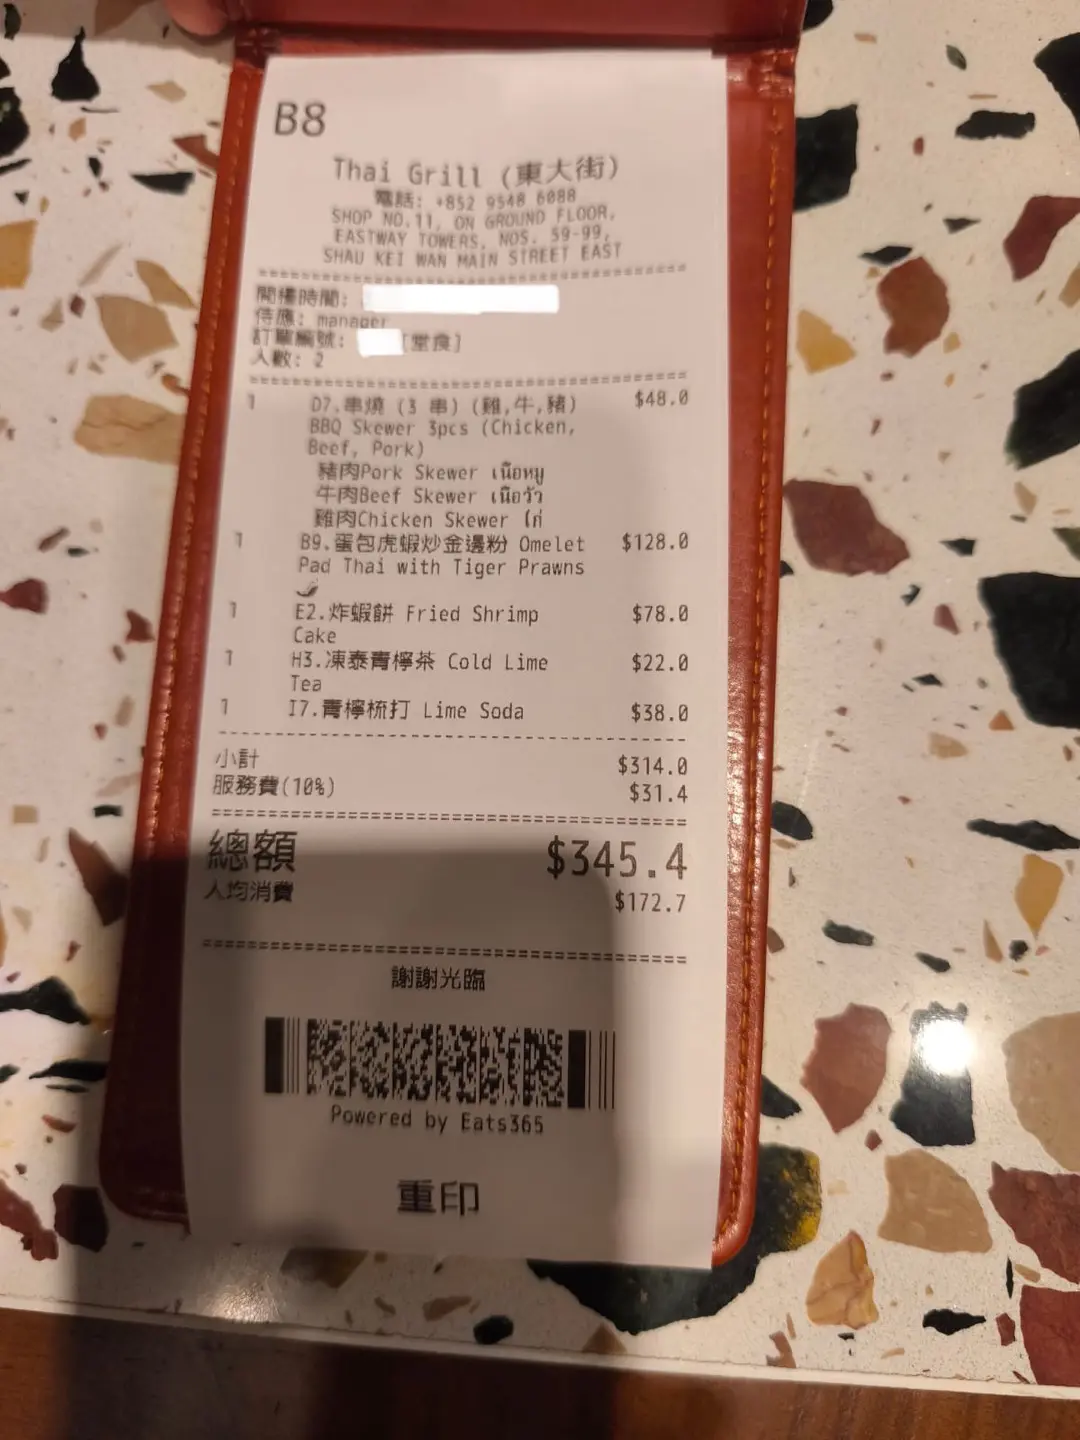 B8
Thai Grill (東大街)
電話: +852 9548 6088
SHOP NO.11, ON GROUND FLOOR,
EASTWAY TOWERS, NOS. 59-99,
SHAU KEI WAN MAIN STREET EAST
開檯時間:
侍應: manager
訂單編號: [堂食]
人數: 2
1 D7.串燒 (3 串) (雞,牛,豬) $48.0
BBQ Skewer 3pcs (Chicken,
Beef, Pork)
豬肉Pork Skewer เนื้อหมู
牛肉Beef Skewer เนื้อวัว
雞肉Chicken Skewer ไก่
1 B9.蛋包虎蝦炒金邊粉 Omelet $128.0
Pad Thai with Tiger Prawns
1 E2.炸蝦餅 Fried Shrimp $78.0
Cake
1 H3.凍泰青檸茶 Cold Lime $22.0
Tea
1 I7.青檸梳打 Lime Soda $38.0
小計 $314.0
服務費(10%) $31.4
總額 $345.4
人均消費 $172.7
謝謝光臨
Powered by Eats365
重印